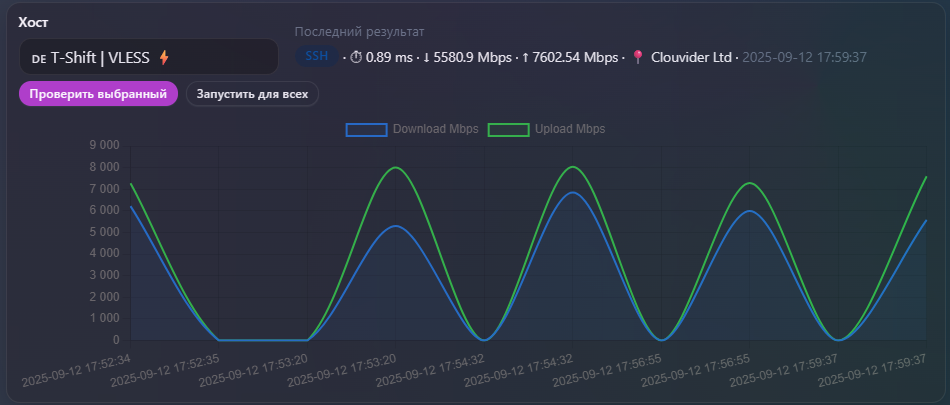 Хост
Последний результат
DE T-Shift | VLESS ⚡
SSH · ⏱ 0.89 ms · ↓ 5580.9 Mbps · ↑ 7602.54 Mbps · 📍 Clouvider Ltd · 2025-09-12 17:59:37
Проверить выбранный
Запустить для всех
Download Mbps
Upload Mbps
9 000
8 000
7 000
6 000
5 000
4 000
3 000
2 000
1 000
0
2025-09-12 17:52:34
2025-09-12 17:52:35
2025-09-12 17:53:20
2025-09-12 17:53:20
2025-09-12 17:54:32
2025-09-12 17:54:32
2025-09-12 17:56:55
2025-09-12 17:56:55
2025-09-12 17:59:37
2025-09-12 17:59:37